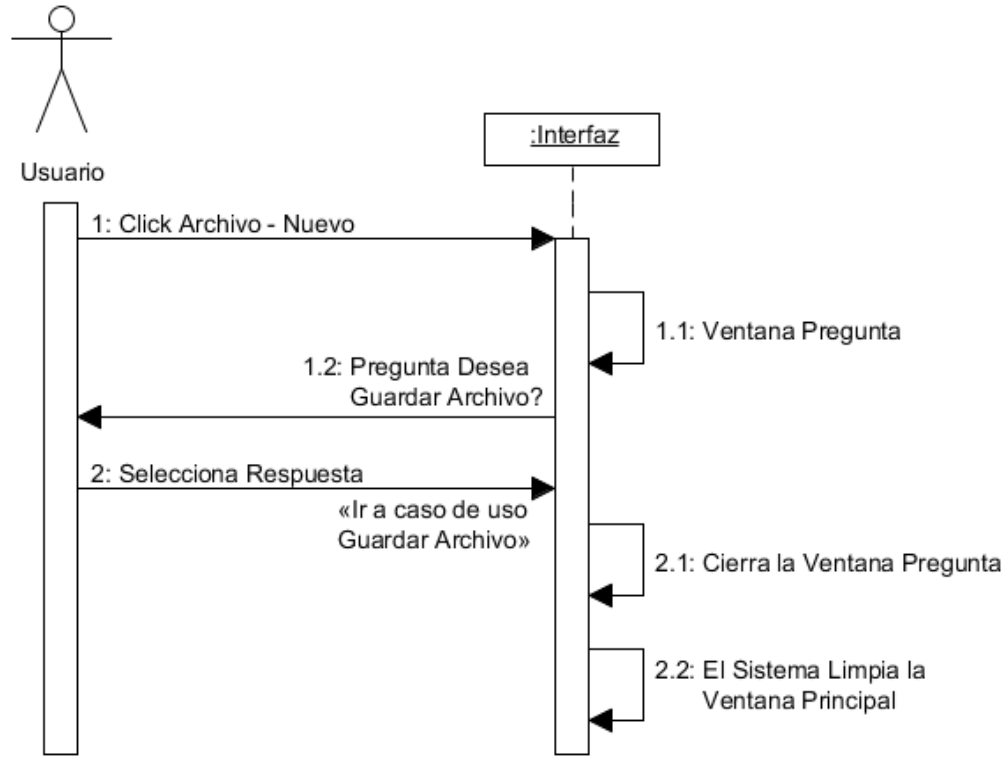 :Interfaz
Usuario
1: Click Archivo - Nuevo
1.1: Ventana Pregunta
1.2: Pregunta Desea
Guardar Archivo?
2: Selecciona Respuesta
«Ir a caso de uso
Guardar Archivo»
2.1: Cierra la Ventana Pregunta
2.2: El Sistema Limpia la
Ventana Principal